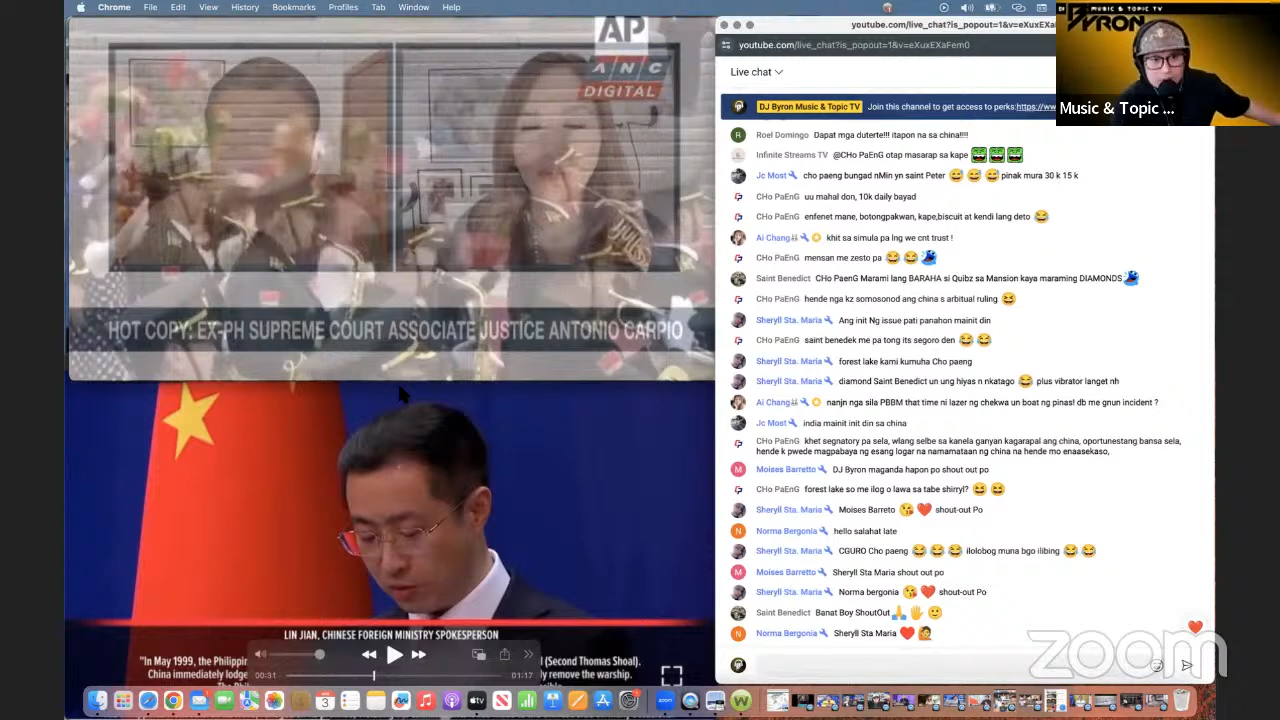 Chrome File Edit View History Bookmarks Profiles Tab Window Help
AP
ANC
DIGITAL
HOT COPY: EX-PH SUPREME COURT ASSOCIATE JUSTICE ANTONIO CARPIO
LIN JIAN, CHINESE FOREIGN MINISTRY SPOKESPERSON
"In May 1999, the Philippin
(Second Thomas Shoal).
China immediately lodge
ly remove the warship.
00:31
01:17
youtube.com/live_chat?is_popout=1&v=eXuxEXa
youtube.com/live_chat?is_popout=1&v=eXuxEXaFem0
Live chat
DJ Byron Music & Topic TV Join this channel to get access to perks:https://ww
Roel Domingo Dapat mga duterte!!! itapon na sa china!!!!
Infinite Streams TV @CHo PaEnG otap masarap sa kape
Jc Most cho paeng bungad nMin yn saint Peter 😅 😅 😅 pinak mura 30 k 15 k
CHo PaEnG uu mahal don, 10k daily bayad
CHo PaEnG enfenet mane, botongpakwan, kape,biscuit at kendi lang deto 😂
Ai Chang khit sa simula pa lng we cnt trust !
CHo PaEnG mensan me zesto pa 😂 😂
Saint Benedict CHo PaenG Marami lang BARAHA si Quibz sa Mansion kaya maraming DIAMONDS
CHo PaEnG hende nga kz somosonod ang china s arbitual ruling 😆
Sheryll Sta. Maria Ang init Ng issue pati panahon mainit din
CHo PaEnG saint benedek me pa tong its segoro den 😂 😂
Sheryll Sta. Maria forest lake kami kumuha Cho paeng
Sheryll Sta. Maria diamond Saint Benedict un ung hiyas n nkatago 😂 plus vibrator langet nh
Ai Chang nanjn nga sila PBBM that time ni lazer ng chekwa un boat ng pinas! db me gnun incident ?
Jc Most india mainit init din sa china
CHo PaEnG khet segnatory pa sela, wlang selbe sa kanela ganyan kagarapal ang china, oportunestang bansa sela,
hende k pwede magpabaya ng esang logar na namamataan ng china na hende mo enaasekaso,
Moises Barretto DJ Byron maganda hapon po shout out po
CHo PaEnG forest lake so me ilog o lawa sa tabe shirryl? 😆 😆
Sheryll Sta. Maria Moises Barreto 😘 ❤️ shout-out Po
Norma Bergonia hello salahat late
Sheryll Sta. Maria CGURO Cho paeng 😂 😂 😂 ilolobog muna bgo ilibing 😂 😂
Moises Barretto Sheryll Sta Maria shout out po
Sheryll Sta. Maria Norma bergonia 😘 ❤️ shout-out Po
Saint Benedict Banat Boy ShoutOut 🙏 🖐 🙂
Norma Bergonia Sheryll Sta Maria ❤️ 🙋
MUSIC & TOPIC TV
BYRON
Music & Topic ...
zoom